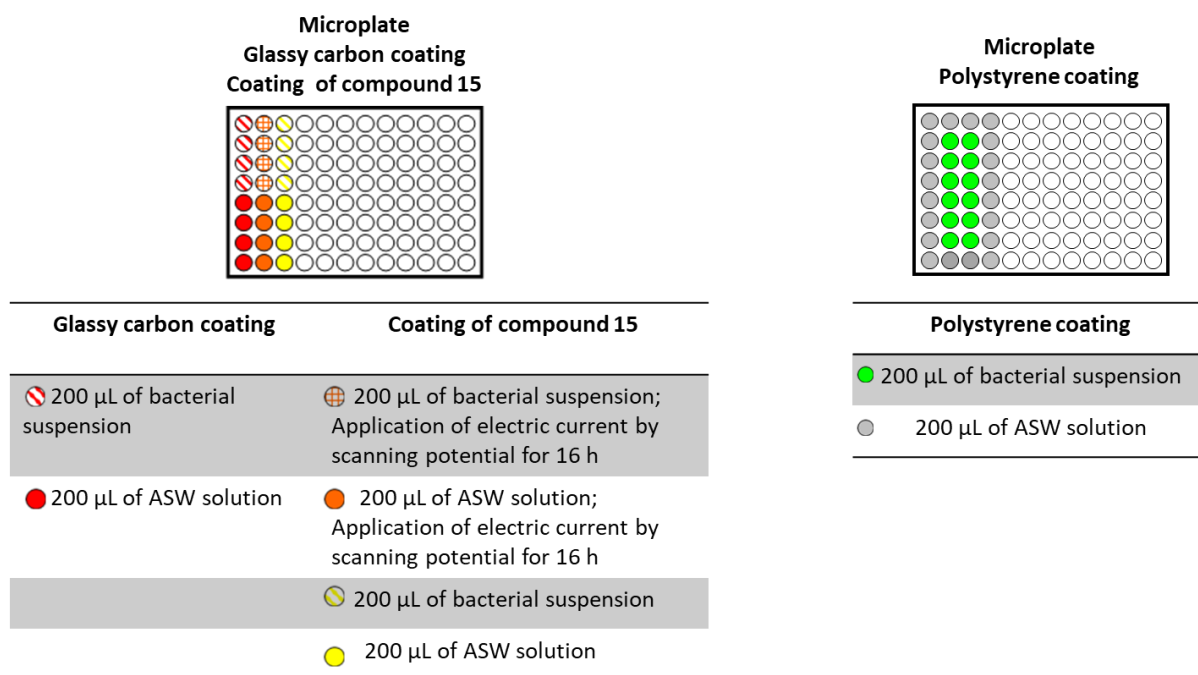 Microplate
Glassy carbon coating
Coating of compound 15
Microplate
Polystyrene coating
Glassy carbon coating
Coating of compound 15
200 µL of bacterial
suspension
200 µL of bacterial suspension;
Application of electric current by
scanning potential for 16 h
200 µL of ASW solution
200 µL of ASW solution;
Application of electric current by
scanning potential for 16 h
200 µL of bacterial suspension
200 µL of ASW solution
Polystyrene coating
200 µL of bacterial suspension
200 µL of ASW solution